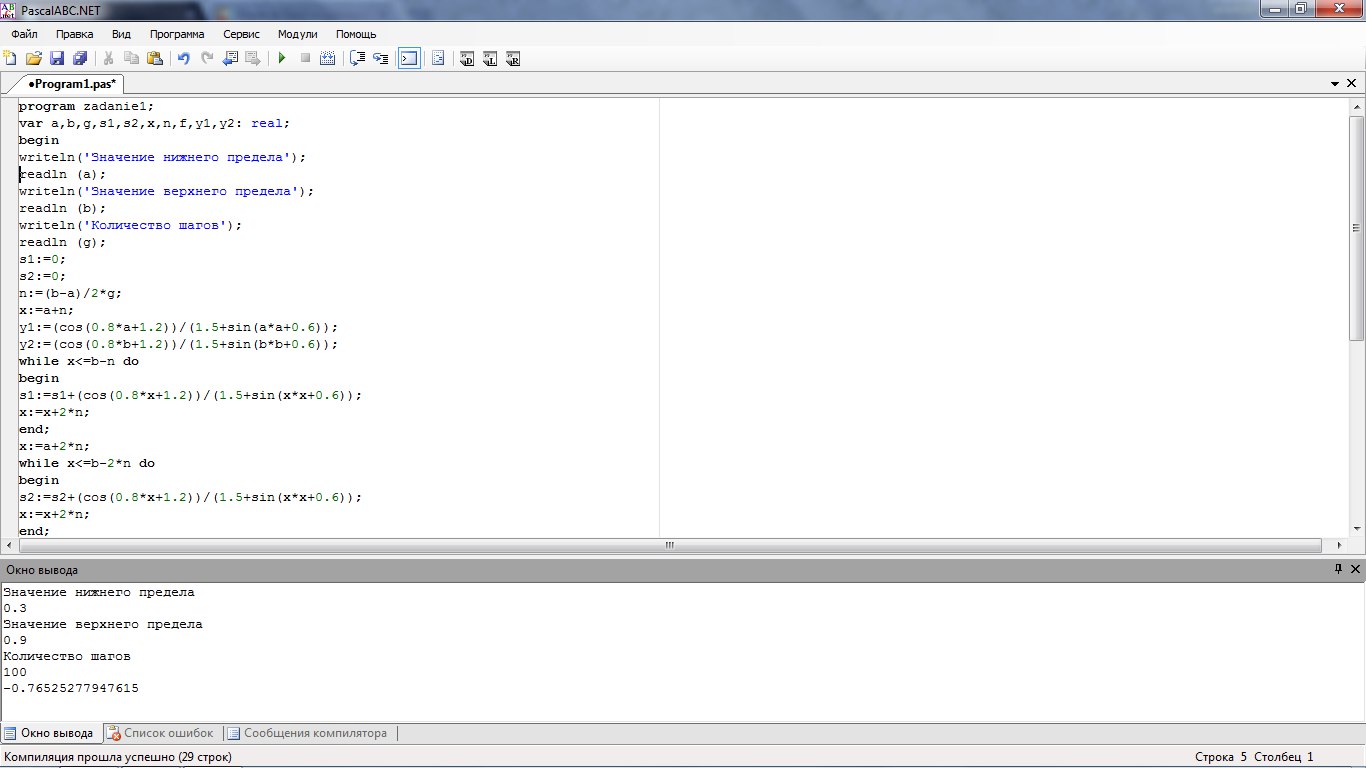 PascalABC.NET
Файл Правка Вид Программа Сервис Модули Помощь
•Program1.pas*
program zadanie1;
var a,b,g,s1,s2,x,n,f,y1,y2: real;
begin
writeln('Значение нижнего предела');
readln (a);
writeln('Значение верхнего предела');
readln (b);
writeln('Количество шагов');
readln (g);
s1:=0;
s2:=0;
n:=(b-a)/2*g;
x:=a+n;
y1:=(cos(0.8*a+1.2))/(1.5+sin(a*a+0.6));
y2:=(cos(0.8*b+1.2))/(1.5+sin(b*b+0.6));
while x<=b-n do
begin
s1:=s1+(cos(0.8*x+1.2))/(1.5+sin(x*x+0.6));
x:=x+2*n;
end;
x:=a+2*n;
while x<=b-2*n do
begin
s2:=s2+(cos(0.8*x+1.2))/(1.5+sin(x*x+0.6));
x:=x+2*n;
end;
Окно вывода
Значение нижнего предела
0.3
Значение верхнего предела
0.9
Количество шагов
100
-0.76525277947615
Окно вывода Список ошибок Сообщения компилятора
Компиляция прошла успешно (29 строк) Строка 5 Столбец 1